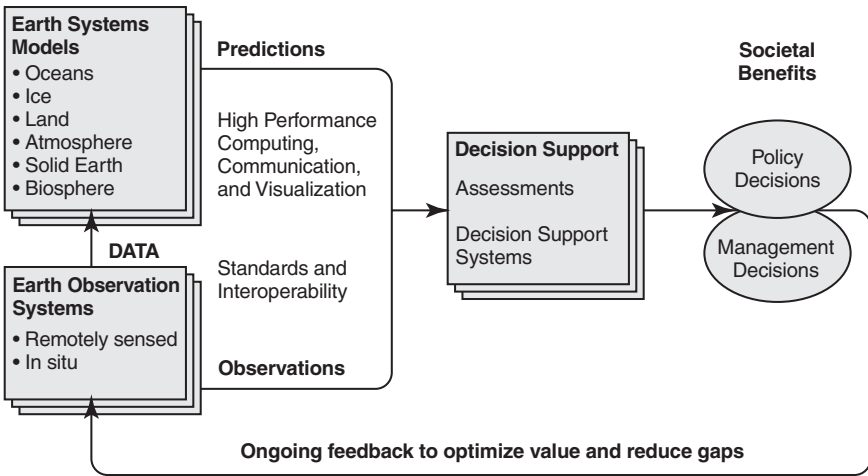 Earth Systems
Models
• Oceans
• Ice
• Land
• Atmosphere
• Solid Earth
• Biosphere
DATA
Earth Observation
Systems
• Remotely sensed
• In situ
Predictions
High Performance
Computing,
Communication,
and Visualization
Standards and
Interoperability
Observations
Decision Support
Assessments
Decision Support
Systems
Societal
Benefits
Policy
Decisions
Management
Decisions
Ongoing feedback to optimize value and reduce gaps